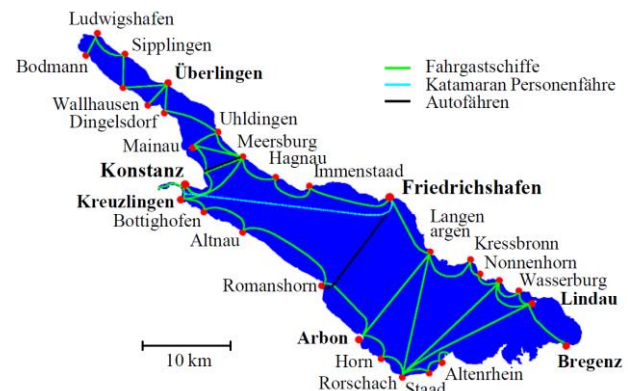 Ludwigshafen
Sipplingen
Bodmann
Überlingen
Wallhausen
Dingelsdorf
Uhldingen
Mainau
Meersburg
Hagnau
Immenstaad
Konstanz
Kreuzlingen
Bottighofen
Altnau
Friedrichshafen
Langen
argen
Kressbronn
Nonnenhorn
Wasserburg
Lindau
Bregenz
Romanshorn
Arbon
Horn
Rorschach
Staad
Altenrhein
Fahrgastschiffe
Katamaran Personenfähre
Autofähren
10 km